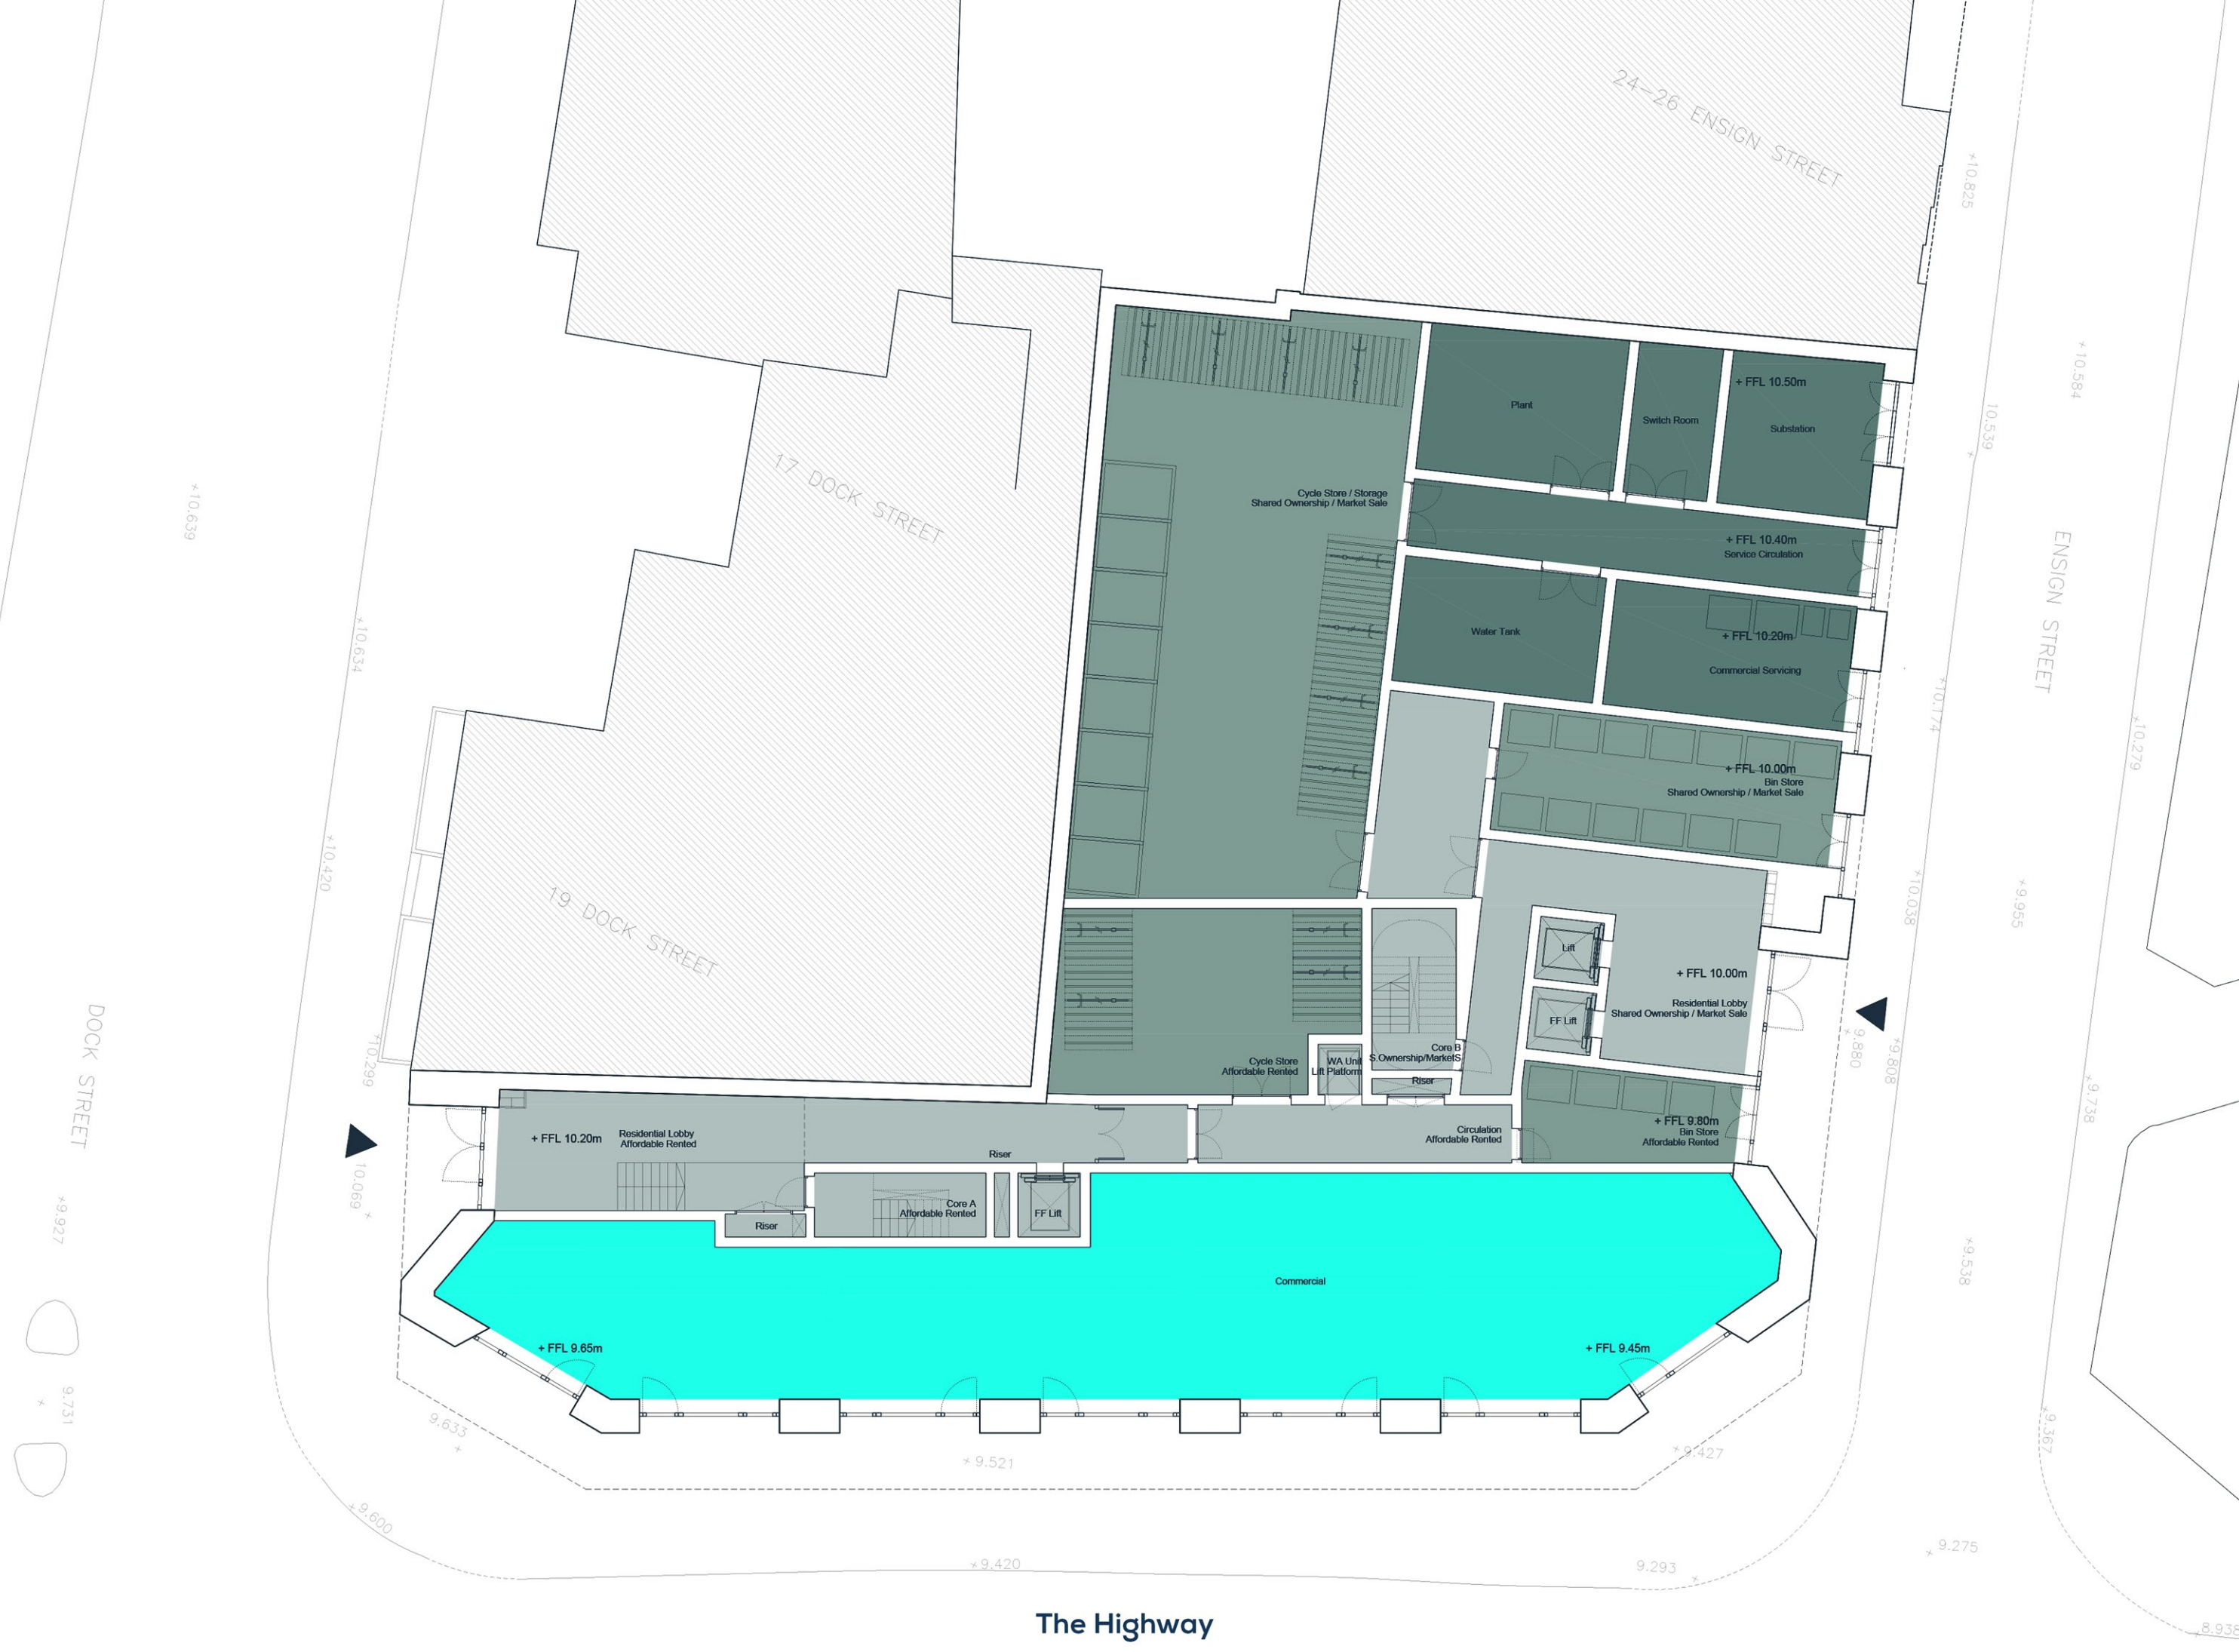 24-26 ENSIGN STREET
10.825
+ FFL 10.50m
Plant
Switch Room
Substation
10.584
10.539
17 DOCK STREET
10.639
Cycle Store / Storage
Shared Ownership / Market Sale
+ FFL 10.40m
Service Circulation
ENSIGN STREET
10.634
Water Tank
+ FFL 10.20m
Commercial Servicing
10.174
10.279
+ FFL 10.00m
Bin Store
Shared Ownership / Market Sale
10.420
19 DOCK STREET
10.038
9.955
Lift
+ FFL 10.00m
Residential Lobby
Shared Ownership / Market Sale
FF Lift
DOCK STREET
10.299
Cycle Store
Affordable Rented
WA Unit
Lift Platform
Core B
S.Ownership/MarketS
Riser
9.880
9.808
9.738
+ FFL 10.20m
Residential Lobby
Affordable Rented
Riser
Circulation
Affordable Rented
+ FFL 9.80m
Bin Store
Affordable Rented
10.069
9.927
Core A
Affordable Rented
Riser
FF Lift
9.538
Commercial
+ FFL 9.65m
+ FFL 9.45m
9.731
9.633
9.521
9.427
9.367
9.600
9.420
9.293
9.275
The Highway